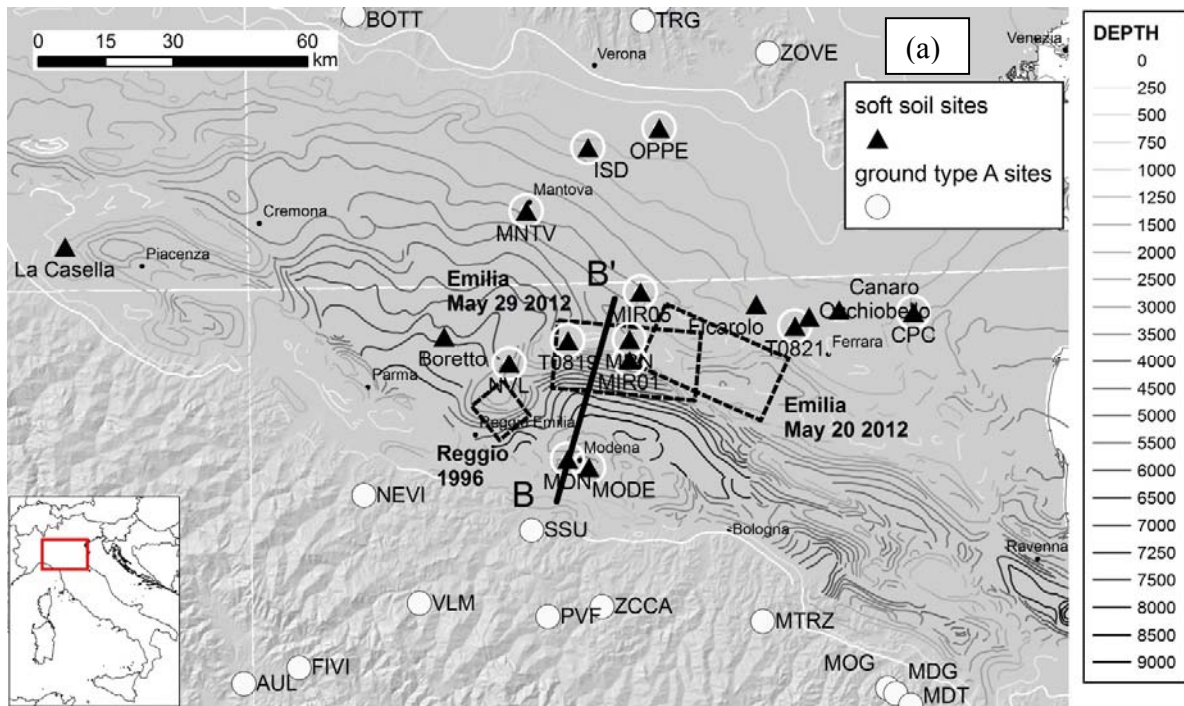 BOTT
TRG
(a)
0 15 30 60
km
Verona
ZOVE
Venezia
soft soil sites
ground type A sites
OPPE
ISD
Mantova
MNTV
Cremona
La Casella
Piacenza
B'
Emilia
May 29 2012
MIR05
Ficarolo
Canaro
Occhiobello
CPC
T0821
Ferrara
Boretto
NVL
T0819
MRN
MIR01
Parma
Reggio Emilia
Reggio
1996
Emilia
May 20 2012
Modena
MDN
MODE
B
NEVI
SSU
Bologna
Ravenna
VLM
PVF
ZCCA
MTRZ
FIVI
AUL
MOG
MDG
MDT
DEPTH
0
250
500
750
1000
1250
1500
2000
2500
3000
3500
4000
4500
5000
5500
6000
6500
7000
7250
7500
8000
8500
9000